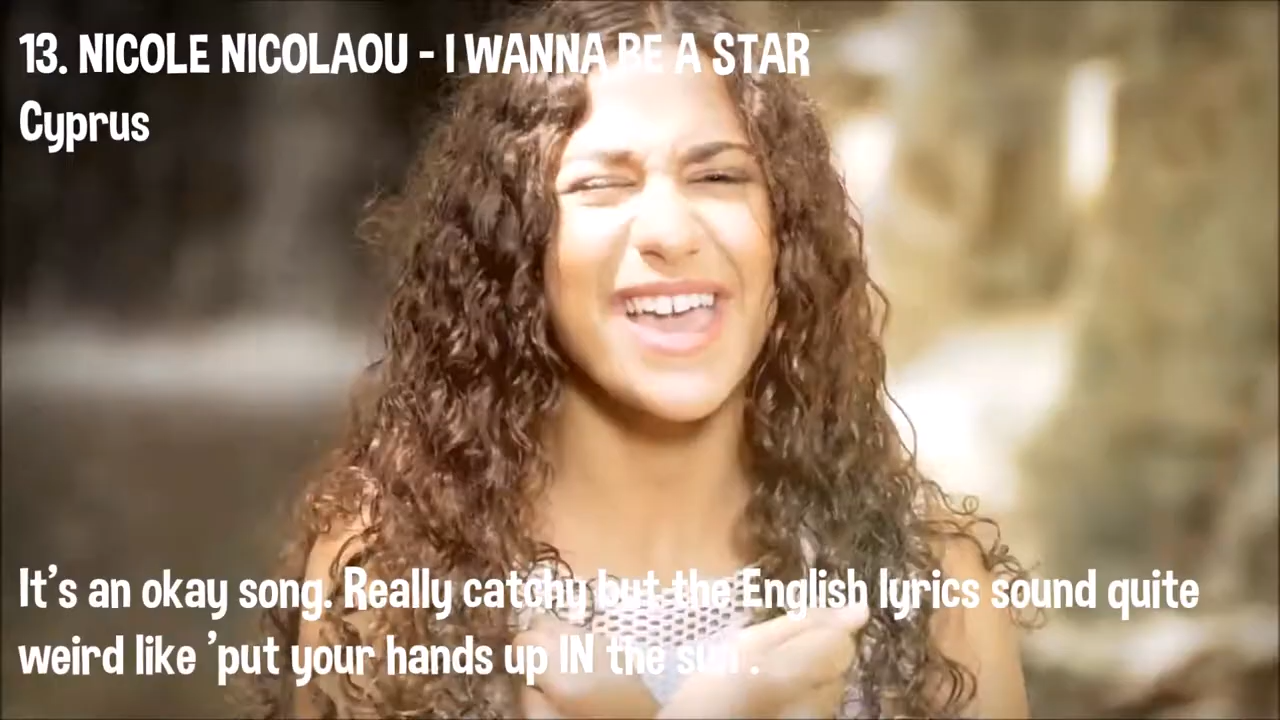 13. NICOLE NICOLAOU - I WANNA BE A STAR
Cyprus
It's an okay song. Really catchy but the English lyrics sound quite
weird like 'put your hands up IN the sun'.